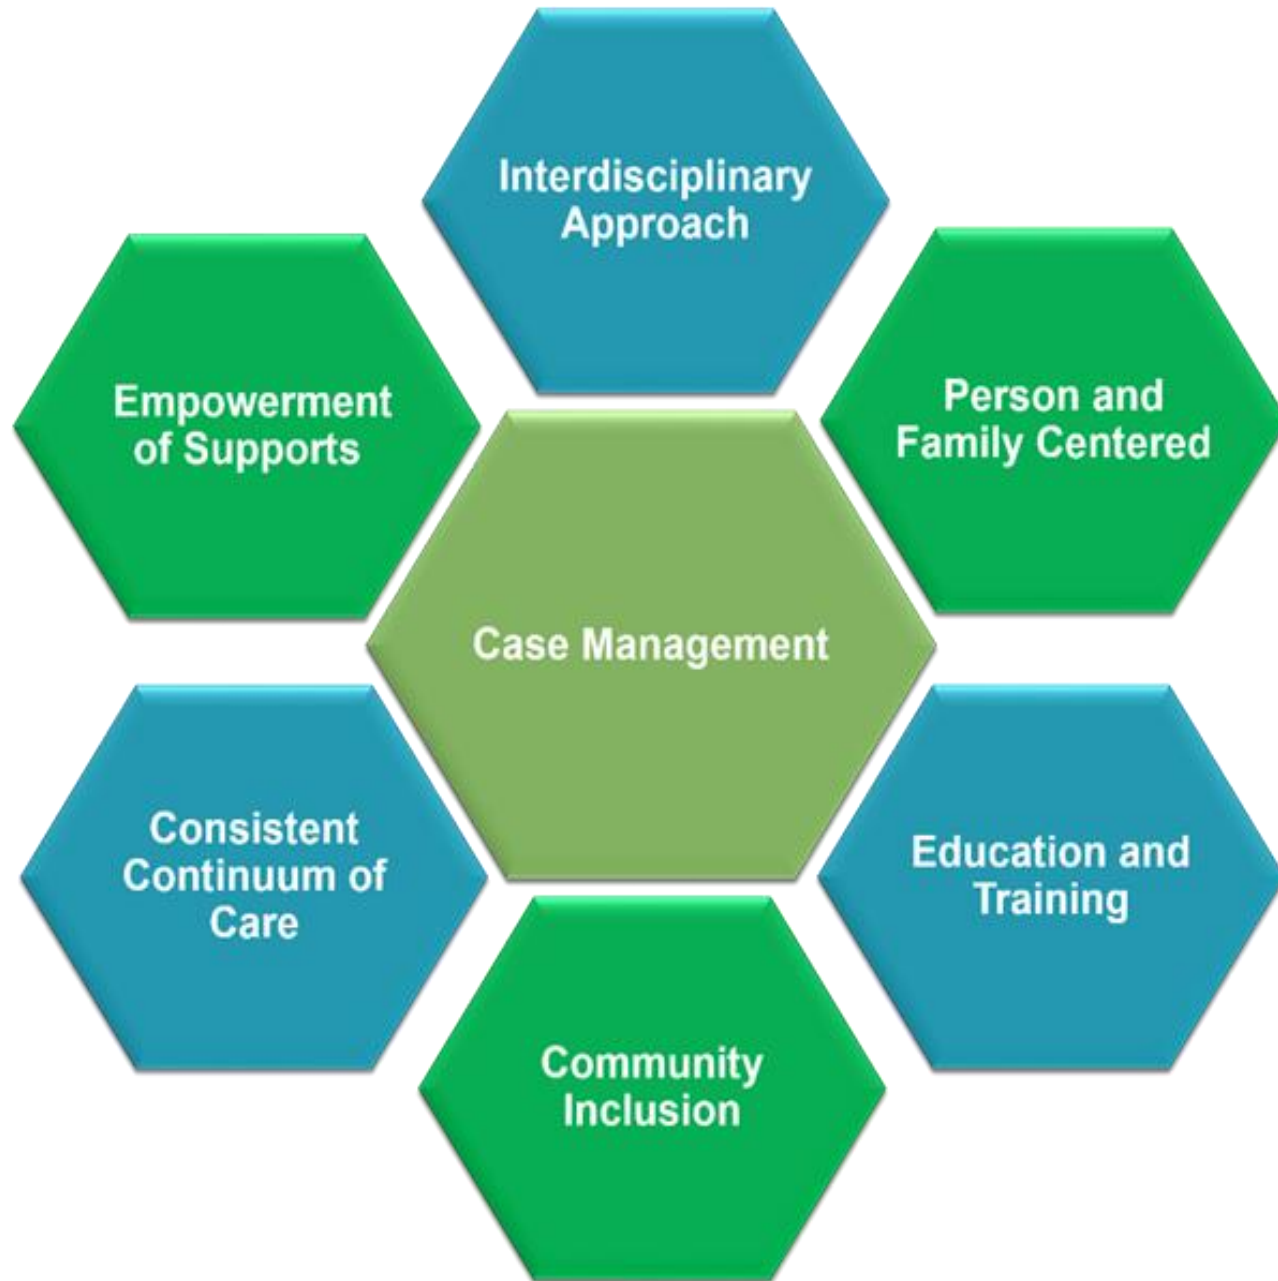 Interdisciplinary
Approach
Person and
Family Centered
Empowerment
of Supports
Case Management
Education and
Training
Consistent
Continuum of
Care
Community
Inclusion